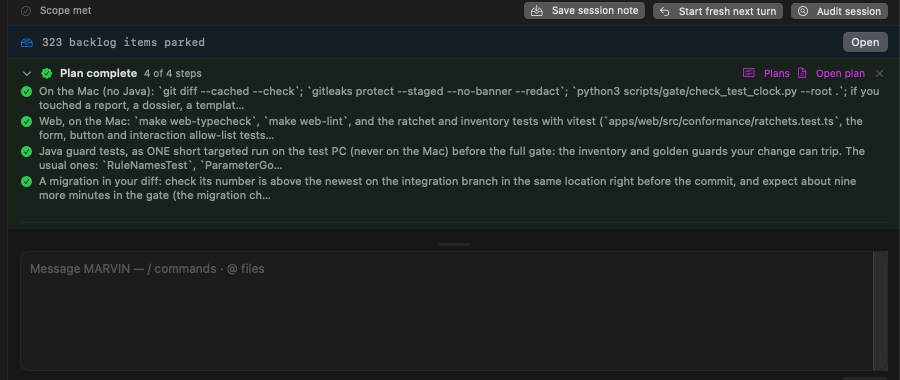 Scope met
Save session note
Start fresh next turn
Audit session
323 backlog items parked
Open
Plan complete 4 of 4 steps
Plans
Open plan
On the Mac (no Java): `git diff --cached --check`; `gitleaks protect --staged --no-banner --redact`; `python3 scripts/gate/check_test_clock.py --root .`; if you
touched a report, a dossier, a templat...
Web, on the Mac: `make web-typecheck`, `make web-lint`, and the ratchet and inventory tests with vitest (`apps/web/src/conformance/ratchets.test.ts`, the
form, button and interaction allow-list tests...
Java guard tests, as ONE short targeted run on the test PC (never on the Mac) before the full gate: the inventory and golden guards your change can trip. The
usual ones: `RuleNamesTest`, `ParameterGo...
A migration in your diff: check its number is above the newest on the integration branch in the same location right before the commit, and expect about nine
more minutes in the gate (the migration ch...
Message MARVIN — / commands · @ files